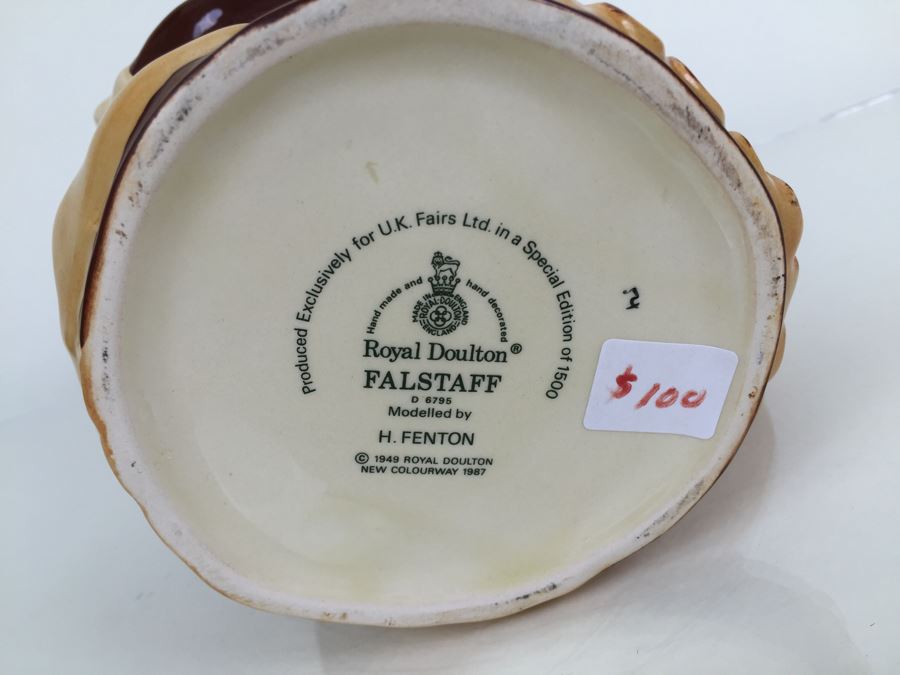 Produced Exclusively for U.K. Fairs Ltd. in a Special Edition of 1500
Hand made and hand decorated
MADE IN ENGLAND
ROYAL·DOULTON
ENGLAND
Royal Doulton®
FALSTAFF
D 6795
Modelled by
H. FENTON
© 1949 ROYAL DOULTON
NEW COLOURWAY 1987
$100